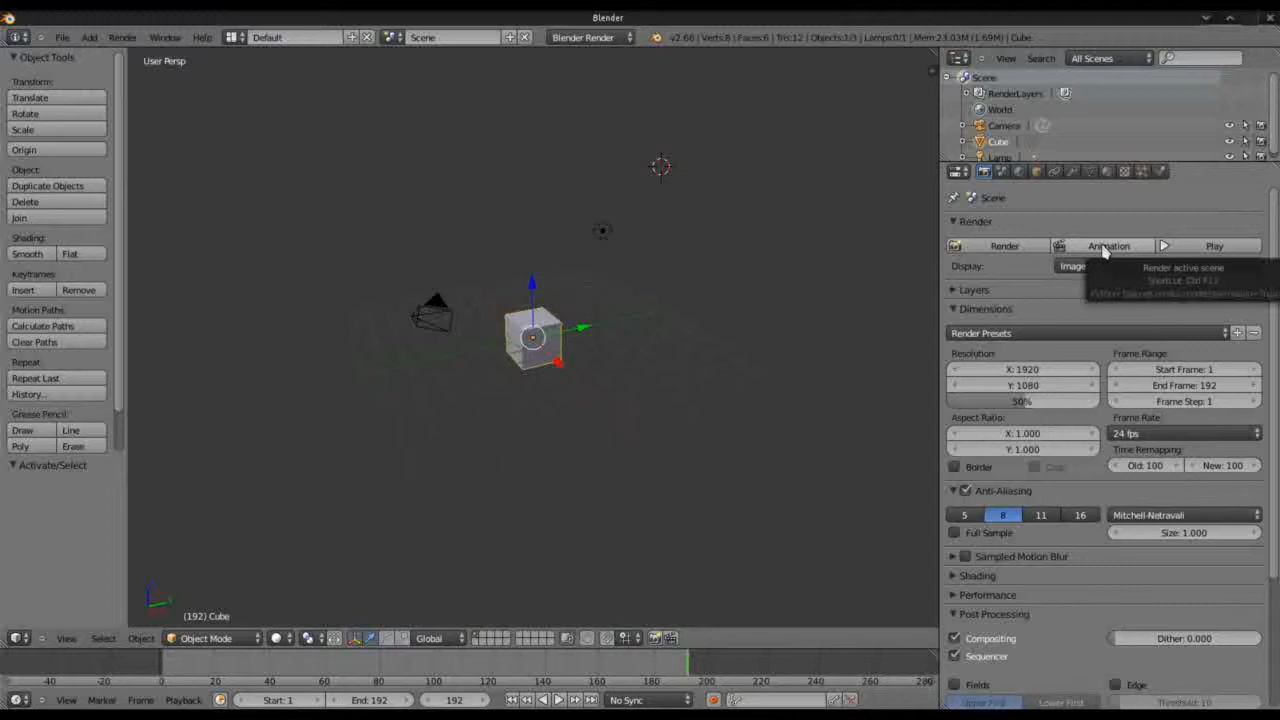 Blender
File Add Render Window Help Default Scene Blender Render v2.66 | Verts:8 | Faces:6 | Tris:12 | Objects:1/3 | Lamps:0/1 | Mem:23.03M (1.69M) | Cube
Object Tools
Transform:
Translate
Rotate
Scale
Origin
Object:
Duplicate Objects
Delete
Join
Shading:
Smooth Flat
Keyframes:
Insert Remove
Motion Paths:
Calculate Paths
Clear Paths
Repeat:
Repeat Last
History...
Grease Pencil:
Draw Line
Poly Erase
Activate/Select
User Persp
(192) Cube
View Search All Scenes
Scene
RenderLayers
World
Camera
Cube
Lamp
Scene
Render
Render Animation Play
Display: Image
Render active scene
Shortcut: Ctrl F12
Layers
Dimensions
Render Presets
Resolution Frame Range
X: 1920 Start Frame: 1
Y: 1080 End Frame: 192
50% Frame Step: 1
Aspect Ratio: Frame Rate:
X: 1.000 24 fps
Y: 1.000 Time Remapping:
Border Crop Old: 100 New: 100
Anti-Aliasing
5 8 11 16 Mitchell-Netravali
Full Sample Size: 1.000
Sampled Motion Blur
Shading
Performance
Post Processing
Compositing Dither: 0.000
Sequencer
Fields Edge:
Upper First Lower First Threshold: 10
View Select Object Object Mode Global
-40 -20 0 20 40 60 80 100 120 140 160 180 200 220 240 260 280
View Marker Frame Playback Start: 1 End: 192 192 No Sync